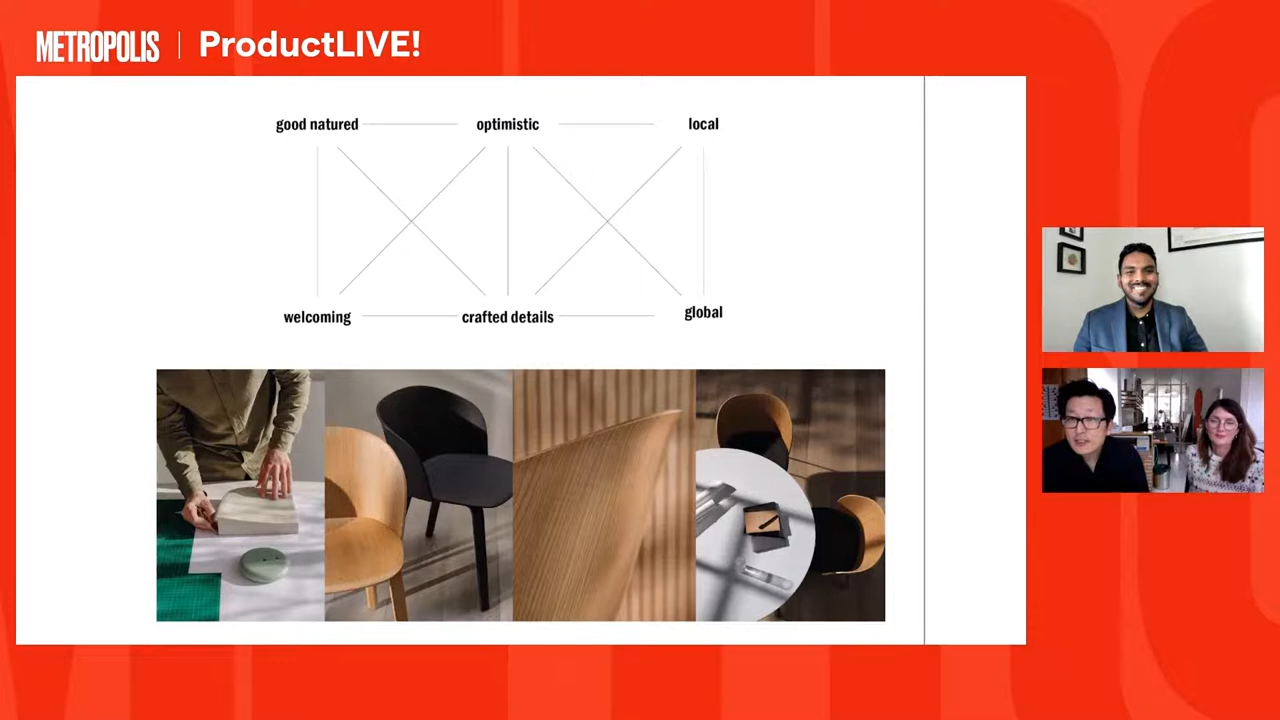 METROPOLIS | ProductLIVE!
good natured optimistic local
welcoming crafted details global